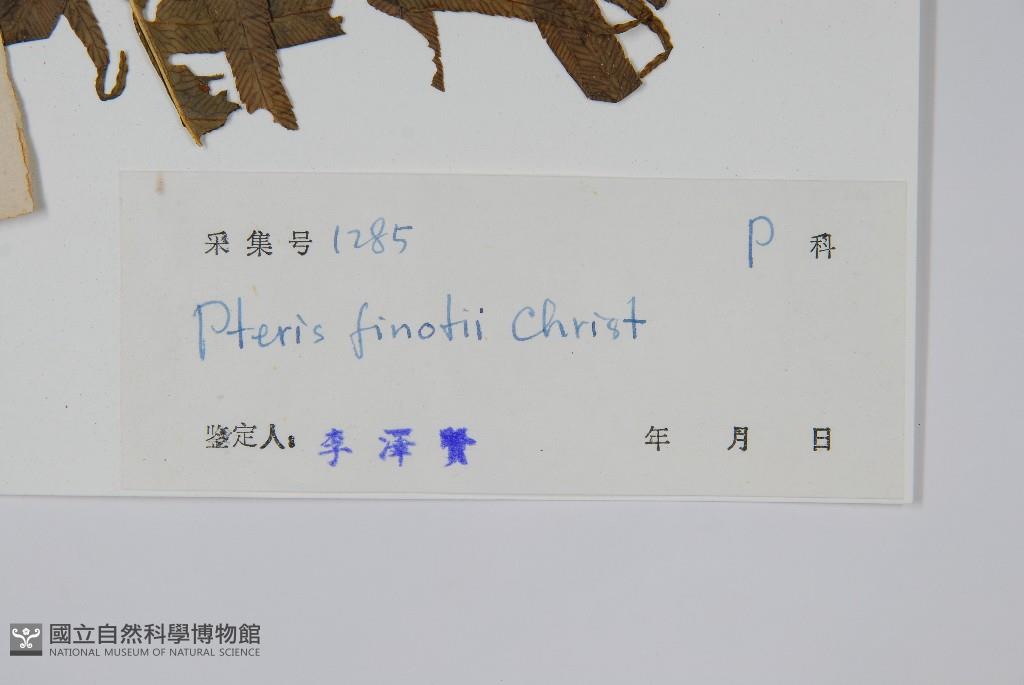 采集号 1285 P 科
Pteris finotii Christ
鉴定人: 李泽贤 年 月 日
國立自然科學博物館
NATIONAL MUSEUM OF NATURAL SCIENCE